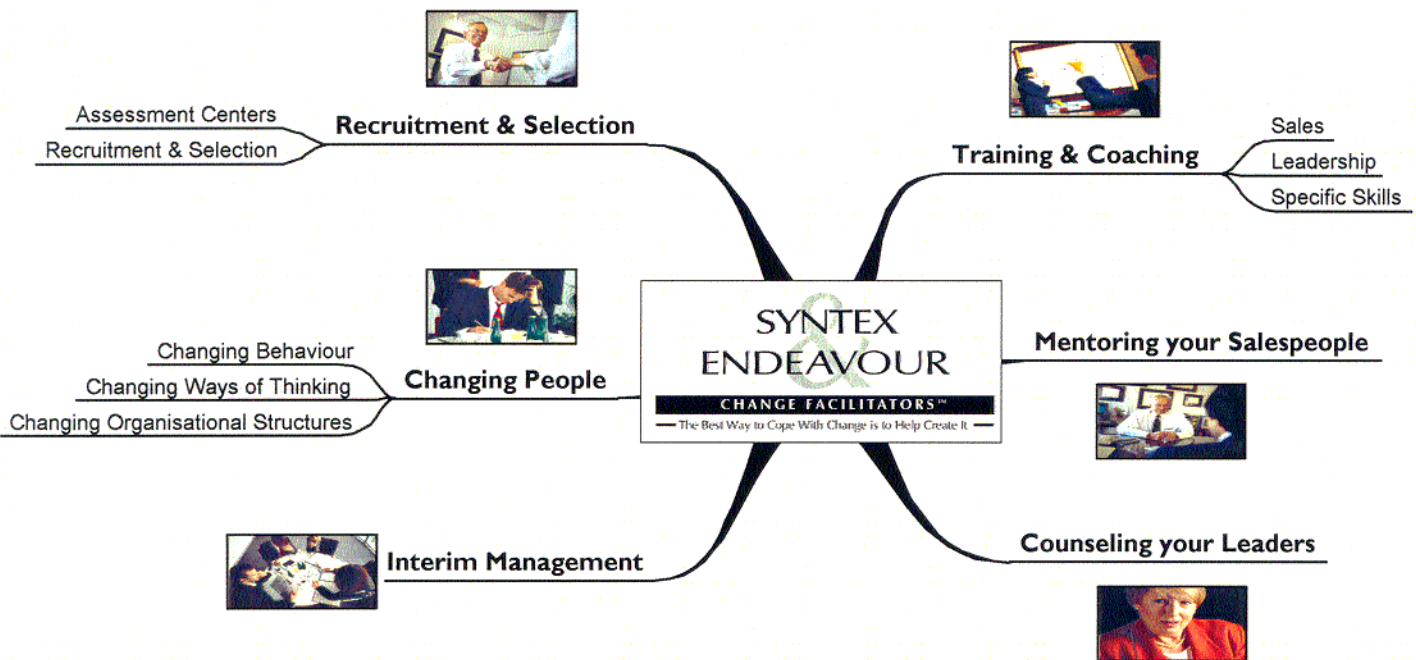 Recruitment & Selection
Assessment Centers
Recruitment & Selection
Training & Coaching
Sales
Leadership
Specific Skills
SYNTEX
&
ENDEAVOUR
CHANGE FACILITATORS™
The Best Way to Cope With Change is to Help Create It
Changing People
Changing Behaviour
Changing Ways of Thinking
Changing Organisational Structures
Mentoring your Salespeople
Interim Management
Counseling your Leaders